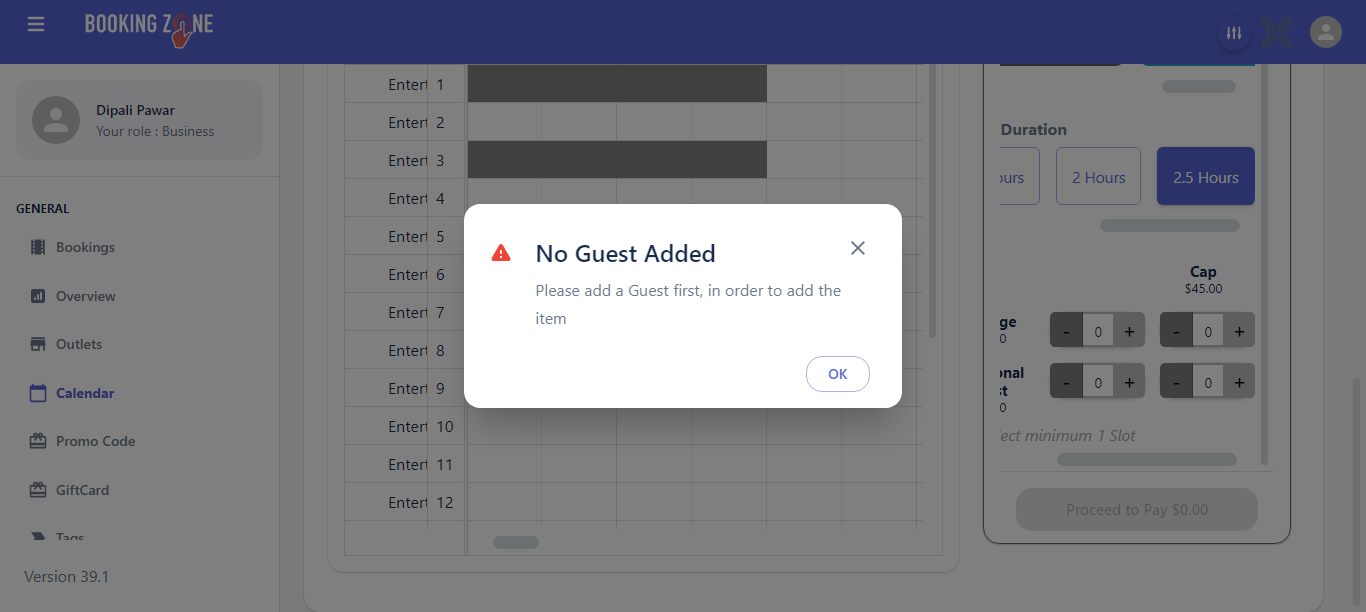 BOOKING ZONE
Dipali Pawar
Your role : Business
GENERAL
Bookings
Overview
Outlets
Calendar
Promo Code
GiftCard
Tags
Version 39.1
Entert 1
Entert 2
Entert 3
Entert 4
Entert 5
Entert 6
Entert 7
Entert 8
Entert 9
Entert 10
Entert 11
Entert 12
No Guest Added
Please add a Guest first, in order to add the
item
OK
Duration
ours 2 Hours 2.5 Hours
Cap
$45.00
ge
0
- 0 + - 0 +
onal
st
0
- 0 + - 0 +
lect minimum 1 Slot
Proceed to Pay $0.00